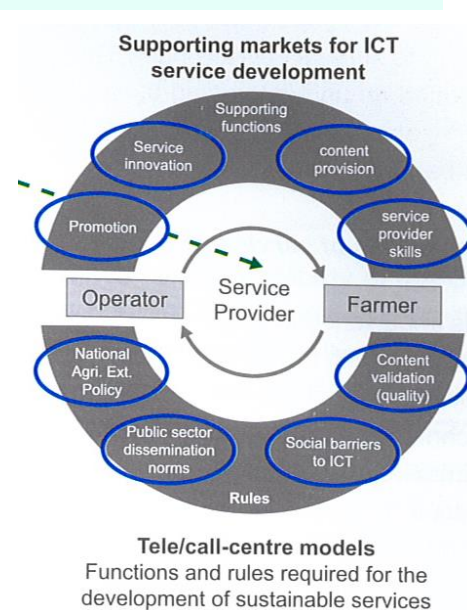 Supporting markets for ICT
service development
Supporting
functions
Service
innovation
content
provision
Promotion
service
provider
skills
Operator
Service
Provider
Farmer
National
Agri. Ext.
Policy
Content
validation
(quality)
Public sector
dissemination
norms
Social barriers
to ICT
Rules
Tele/call-centre models
Functions and rules required for the
development of sustainable services